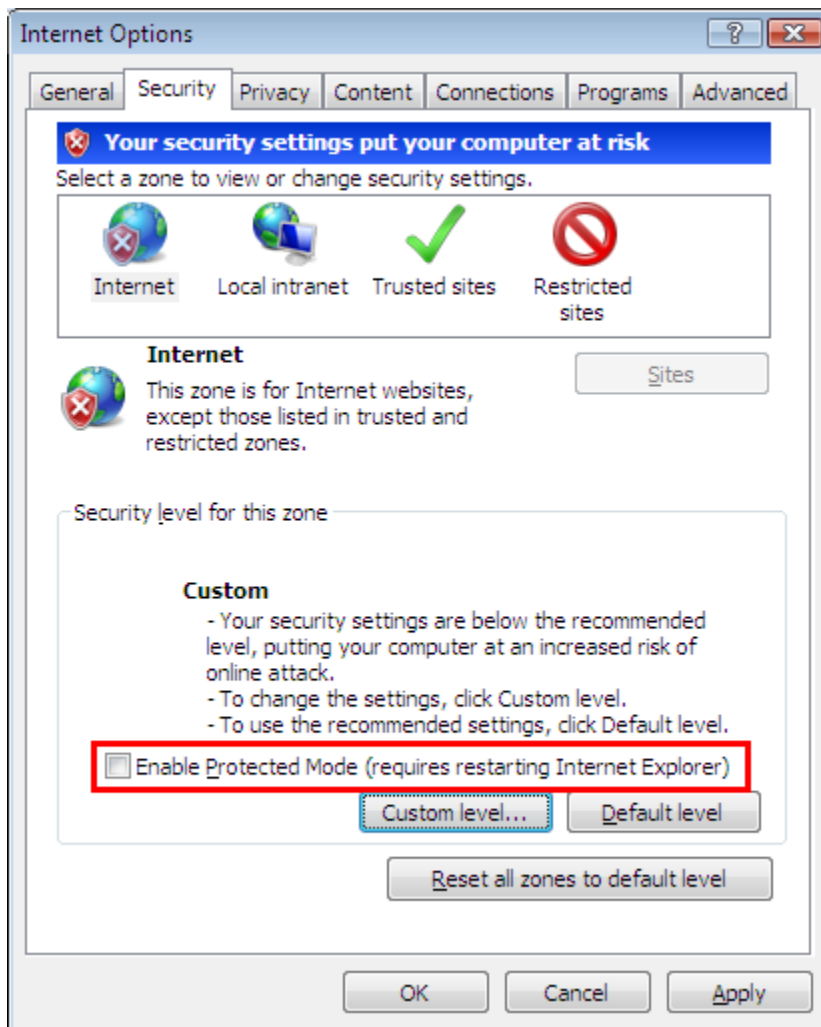 Internet Options
General Security Privacy Content Connections Programs Advanced
Your security settings put your computer at risk
Select a zone to view or change security settings.
Internet Local intranet Trusted sites Restricted
sites
Internet
Sites
This zone is for Internet websites,
except those listed in trusted and
restricted zones.
Security level for this zone
Custom
- Your security settings are below the recommended
level, putting your computer at an increased risk of
online attack.
- To change the settings, click Custom level.
- To use the recommended settings, click Default level.
Enable Protected Mode (requires restarting Internet Explorer)
Custom level... Default level
Reset all zones to default level
OK Cancel Apply